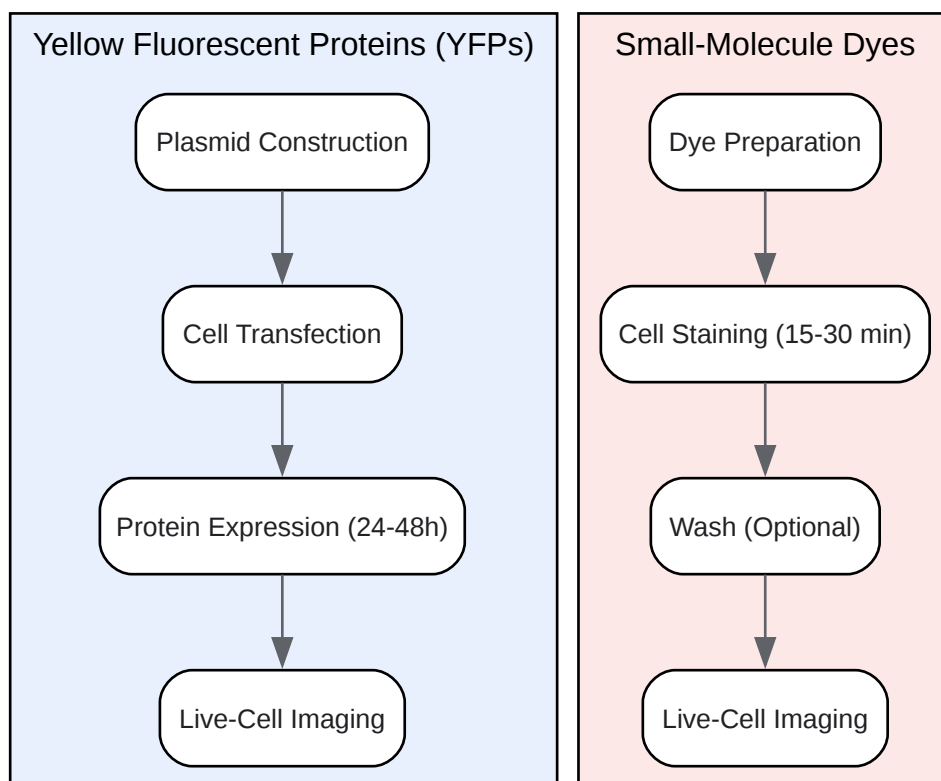 Yellow Fluorescent Proteins (YFPs)
Plasmid Construction
Cell Transfection
Protein Expression (24-48h)
Live-Cell Imaging
Small-Molecule Dyes
Dye Preparation
Cell Staining (15-30 min)
Wash (Optional)
Live-Cell Imaging